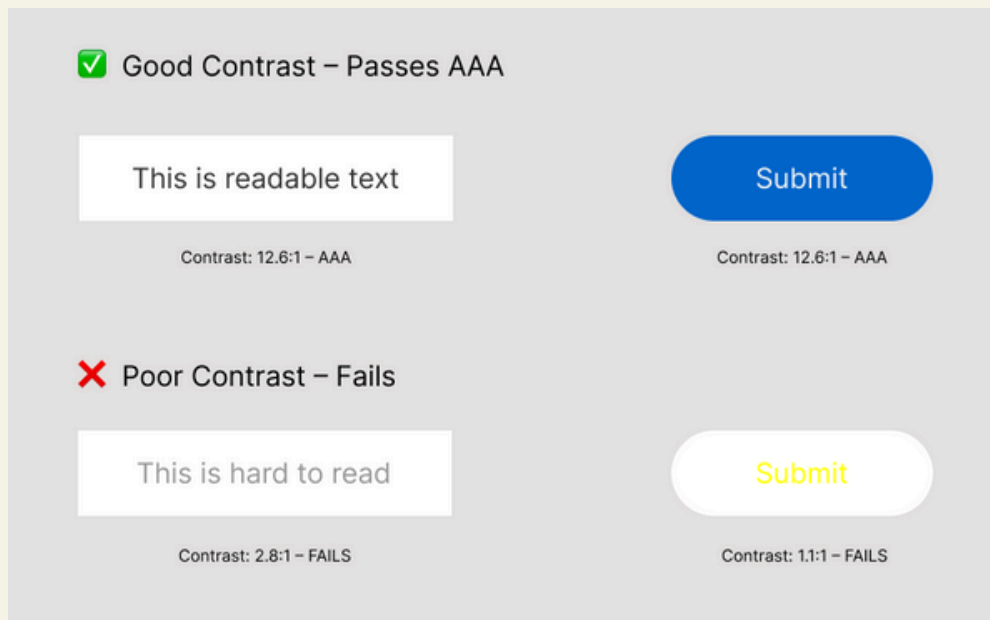 ✅ Good Contrast – Passes AAA
This is readable text
Submit
Contrast: 12.6:1 – AAA
Contrast: 12.6:1 – AAA
❌ Poor Contrast – Fails
This is hard to read
Submit
Contrast: 2.8:1 – FAILS
Contrast: 1.1:1 – FAILS